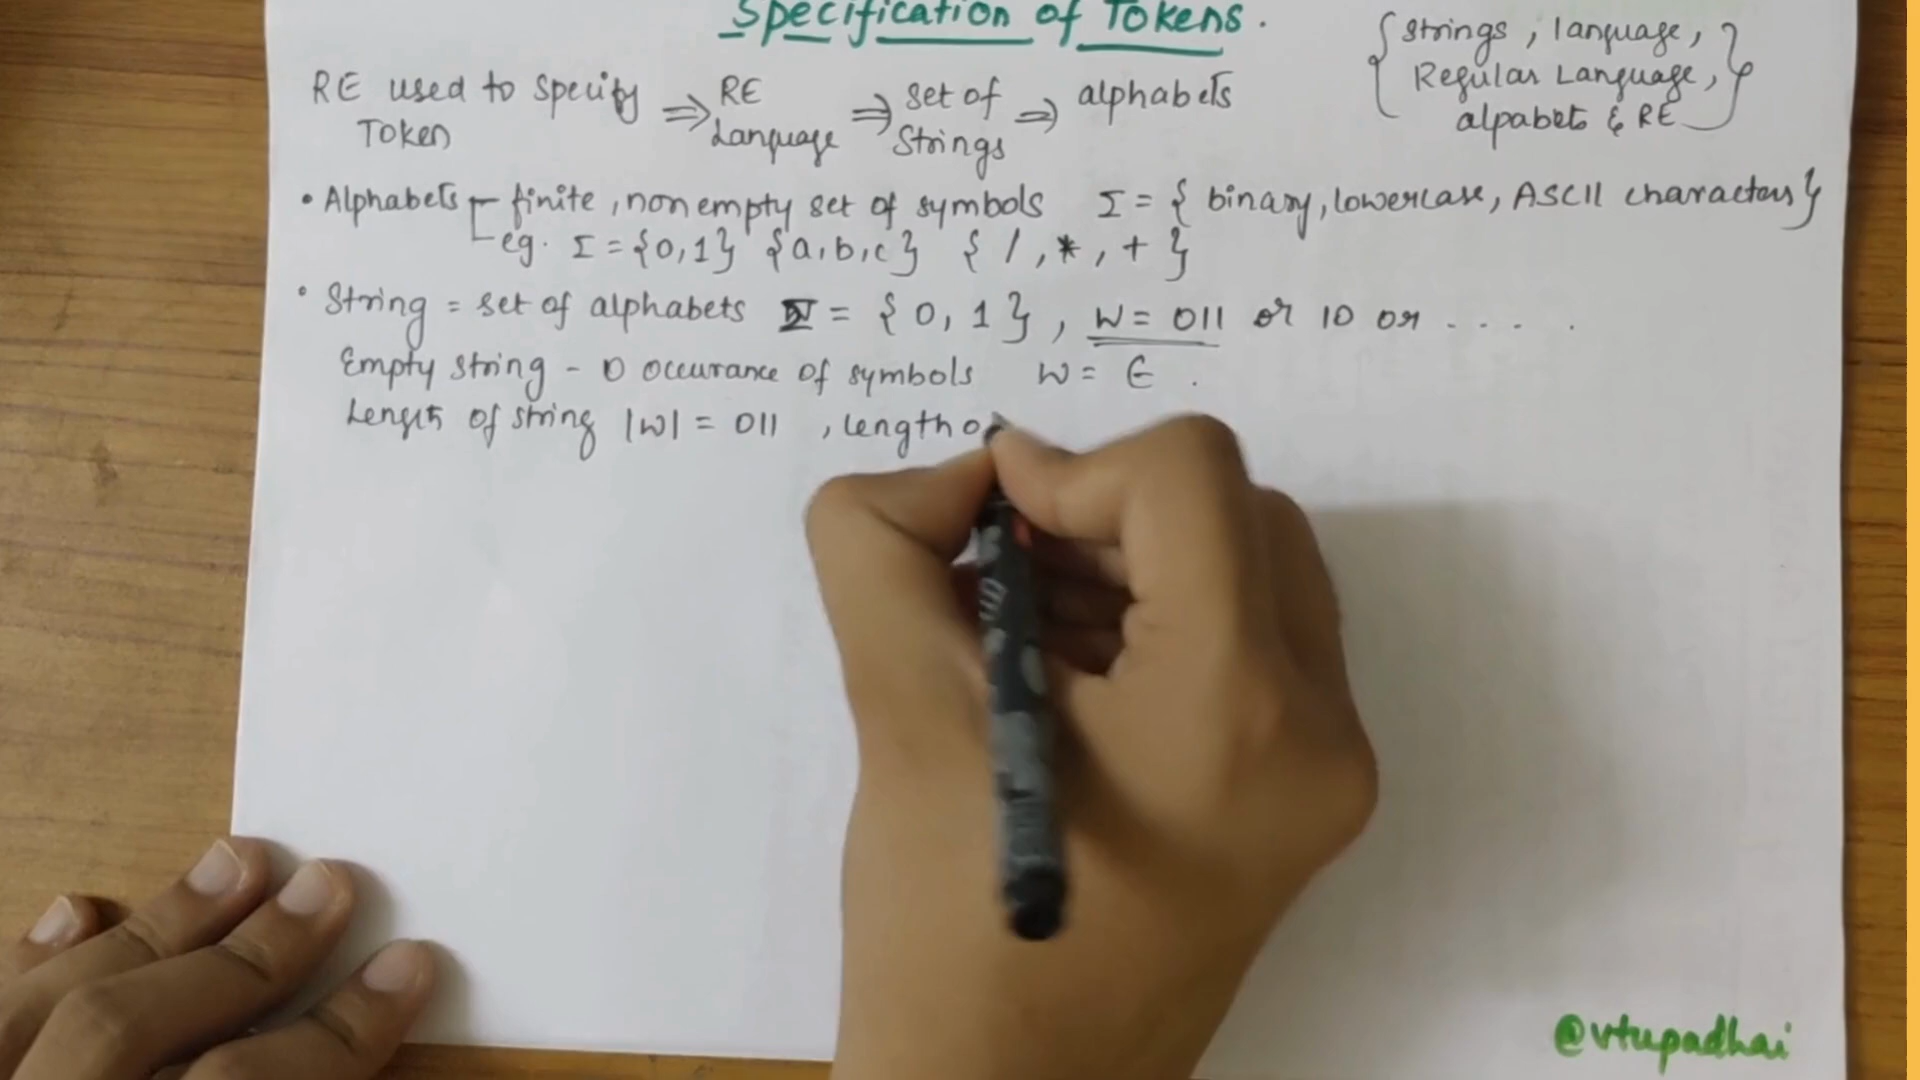 Specification of Tokens.
{ strings, language,
Regular Language,
alpabets & RE }
RE used to specify ⇒ RE ⇒ set of ⇒ alphabets
Token Language Strings
• Alphabets finite, nonempty set of symbols Σ = { binary, lowercase, ASCII characters }
eg. Σ = {0,1} {a,b,c} { /, *, + }
• String = set of alphabets Σ = { 0, 1 }, W = 011 or 10 or - - - - .
Empty string - 0 occurance of symbols W = ϵ .
Length of string |W| = 011 , length o
@vtupadhai